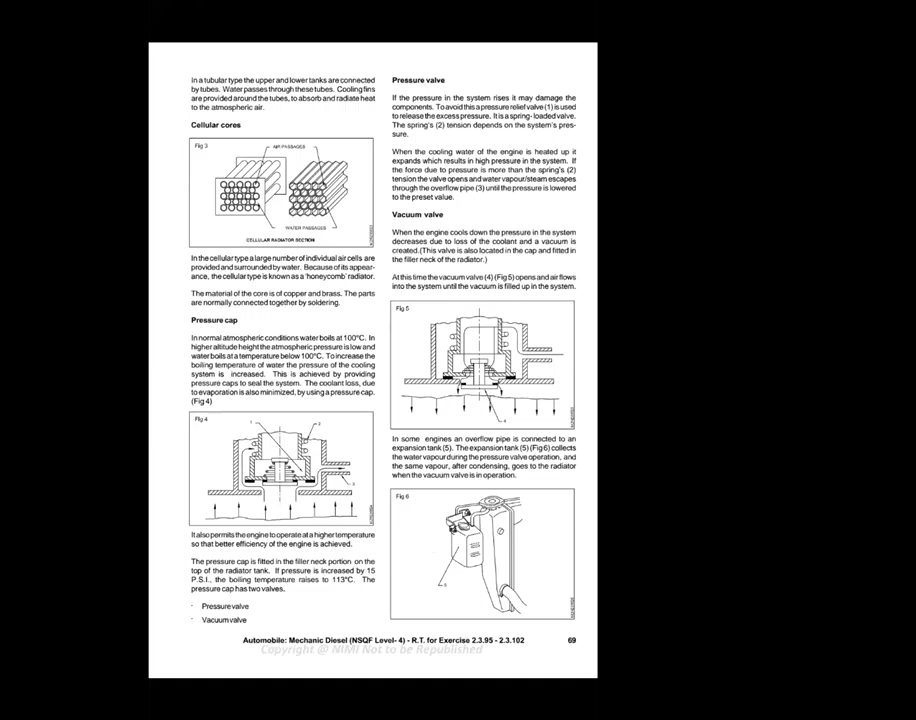 In a tubular type the upper and lower tanks are connected
by tubes. Water passes through these tubes. Cooling fins
are provided around the tubes, to absorb and radiate heat
to the atmospheric air.
Cellular cores
Fig 3
AIR PASSAGES
WATER PASSAGES
CELLULAR RADIATOR SECTION
In the cellular type a large number of individual air cells are
provided and surrounded by water. Because of its appear-
ance, the cellular type is known as a 'honeycomb' radiator.
The material of the core is of copper and brass. The parts
are normally connected together by soldering.
Pressure cap
In normal atmospheric conditions water boils at 100°C. In
higher altitude height the atmospheric pressure is low and
water boils at a temperature below 100°C. To increase the
boiling temperature of water the pressure of the cooling
system is increased. This is achieved by providing
pressure caps to seal the system. The coolant loss, due
to evaporation is also minimized, by using a pressure cap.
(Fig 4)
Fig 4
1
2
3
It also permits the engine to operate at a higher temperature
so that better efficiency of the engine is achieved.
The pressure cap is fitted in the filler neck portion on the
top of the radiator tank. If pressure is increased by 15
P.S.I., the boiling temperature raises to 113°C. The
pressure cap has two valves.
· Pressure valve
· Vacuum valve
Pressure valve
If the pressure in the system rises it may damage the
components. To avoid this a pressure relief valve (1) is used
to release the excess pressure. It is a spring- loaded valve.
The spring's (2) tension depends on the system's pres-
sure.
When the cooling water of the engine is heated up it
expands which results in high pressure in the system. If
the force due to pressure is more than the spring's (2)
tension the valve opens and water vapour/steam escapes
through the overflow pipe (3) until the pressure is lowered
to the preset value.
Vacuum valve
When the engine cools down the pressure in the system
decreases due to loss of the coolant and a vacuum is
created.(This valve is also located in the cap and fitted in
the filler neck of the radiator.)
At this time the vacuum valve (4) (Fig 5) opens and air flows
into the system until the vacuum is filled up in the system.
Fig 5
4
In some engines an overflow pipe is connected to an
expansion tank (5). The expansion tank (5) (Fig 6) collects
the water vapour during the pressure valve operation, and
the same vapour, after condensing, goes to the radiator
when the vacuum valve is in operation.
Fig 6
5
Automobile: Mechanic Diesel (NSQF Level- 4) - R.T. for Exercise 2.3.95 - 2.3.102
69
Copyright @ NIMI Not to be Republished